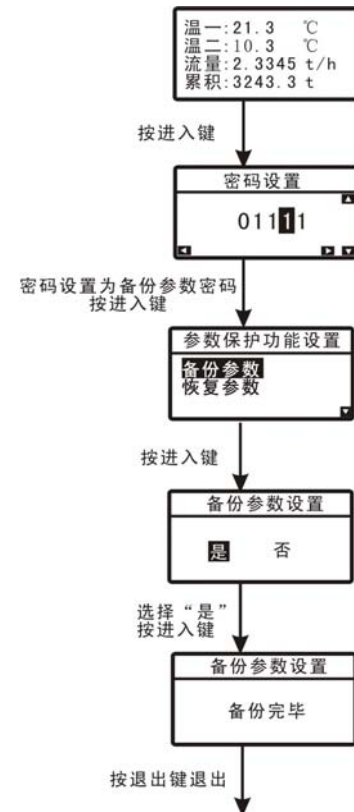 温一:21.3 ℃
温二:10.3 ℃
流量:2.3345 t/h
累积:3243.3 t
按进入键
密码设置
01111
密码设置为备份参数密码
按进入键
参数保护功能设置
备份参数
恢复参数
按进入键
备份参数设置
是 否
选择“是”
按进入键
备份参数设置
备份完毕
按退出键退出